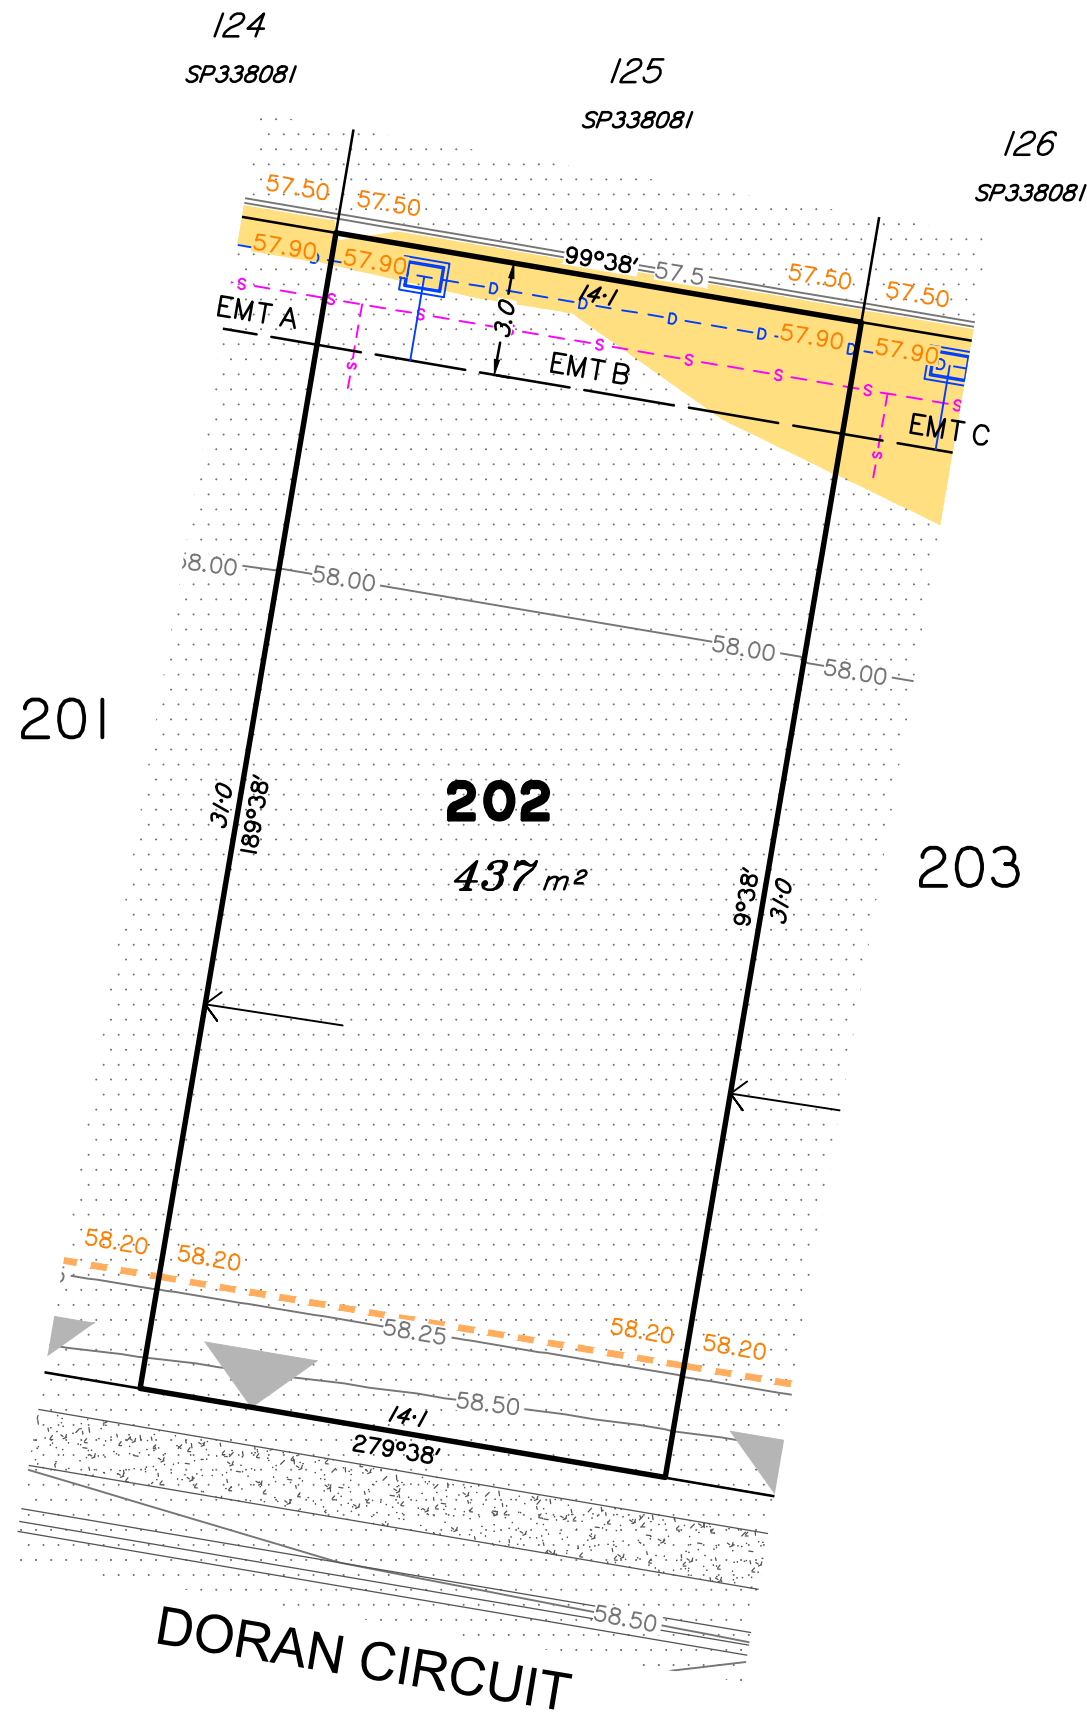 124
SP338081
125
SP338081
126
SP338081
57.50
57.50
57.90
57.90
D
99°38'
57.5
14·1
57.50
57.50
57.90
57.90
D
D
D
D
D
D
S
S
S
S
S
S
S
S
S
S
S
3.0
EMT A
EMT B
EMT C
58.00
58.00
58.00
201
202
437 m²
203
31·0
189°38'
9°38'
31·0
58.20
58.20
58.25
58.20
58.20
58.50
14·1
279°38'
58.50
DORAN CIRCUIT